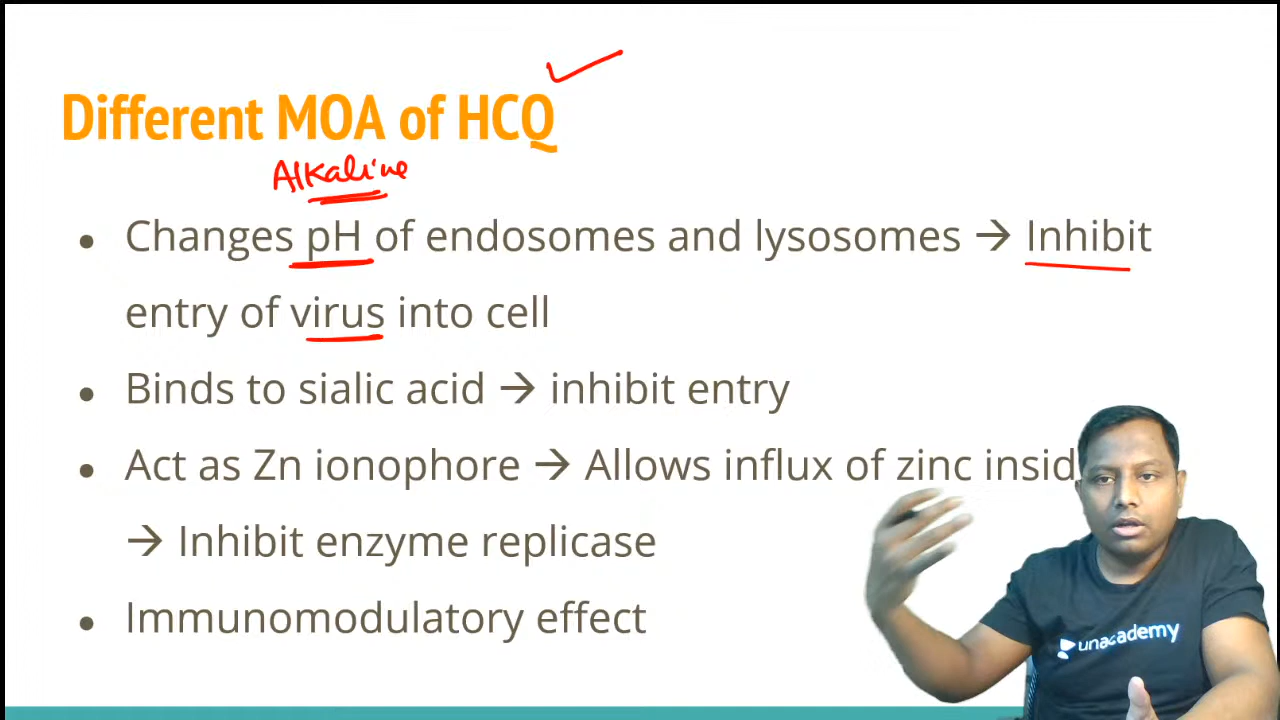 Different MOA of HCQ
Alkaline
• Changes pH of endosomes and lysosomes → Inhibit
entry of virus into cell
• Binds to sialic acid → inhibit entry
• Act as Zn ionophore → Allows influx of zinc insid
→ Inhibit enzyme replicase
• Immunomodulatory effect
unacademy